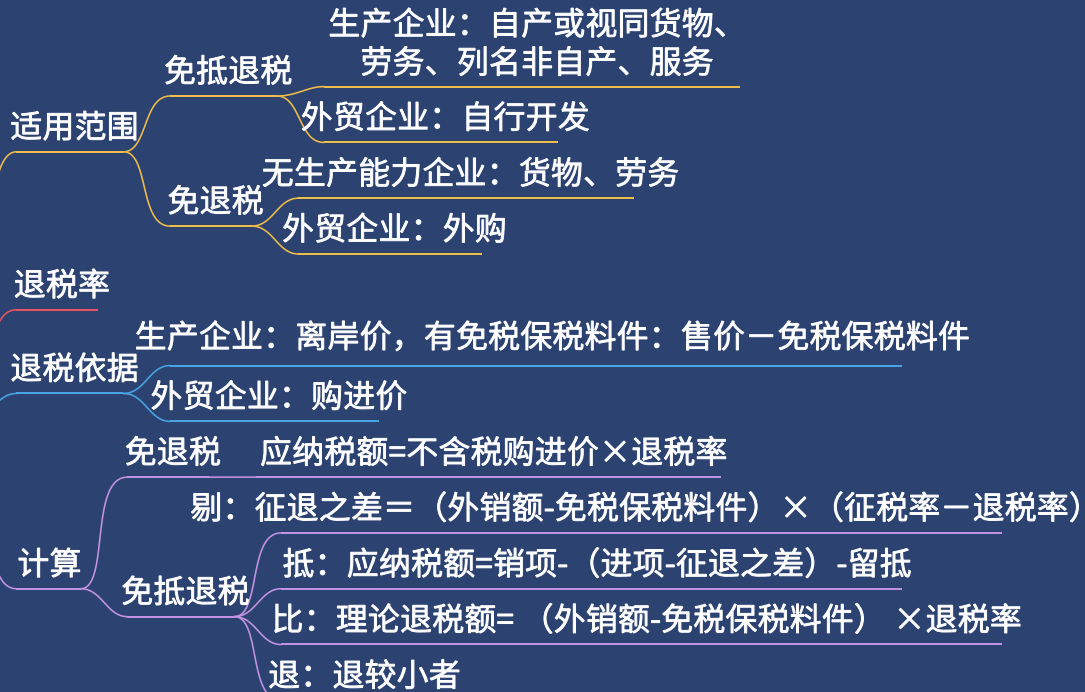 生产企业：自产或视同货物、
劳务、列名非自产、服务
免抵退税
外贸企业：自行开发
适用范围
无生产能力企业：货物、劳务
免退税
外贸企业：外购
退税率
生产企业：离岸价，有免税保税料件：售价－免税保税料件
退税依据
外贸企业：购进价
免退税 应纳税额=不含税购进价×退税率
剔：征退之差＝（外销额-免税保税料件）×（征税率－退税率）
计算
抵：应纳税额=销项-（进项-征退之差）-留抵
免抵退税
比：理论退税额=（外销额-免税保税料件） ×退税率
退：退较小者